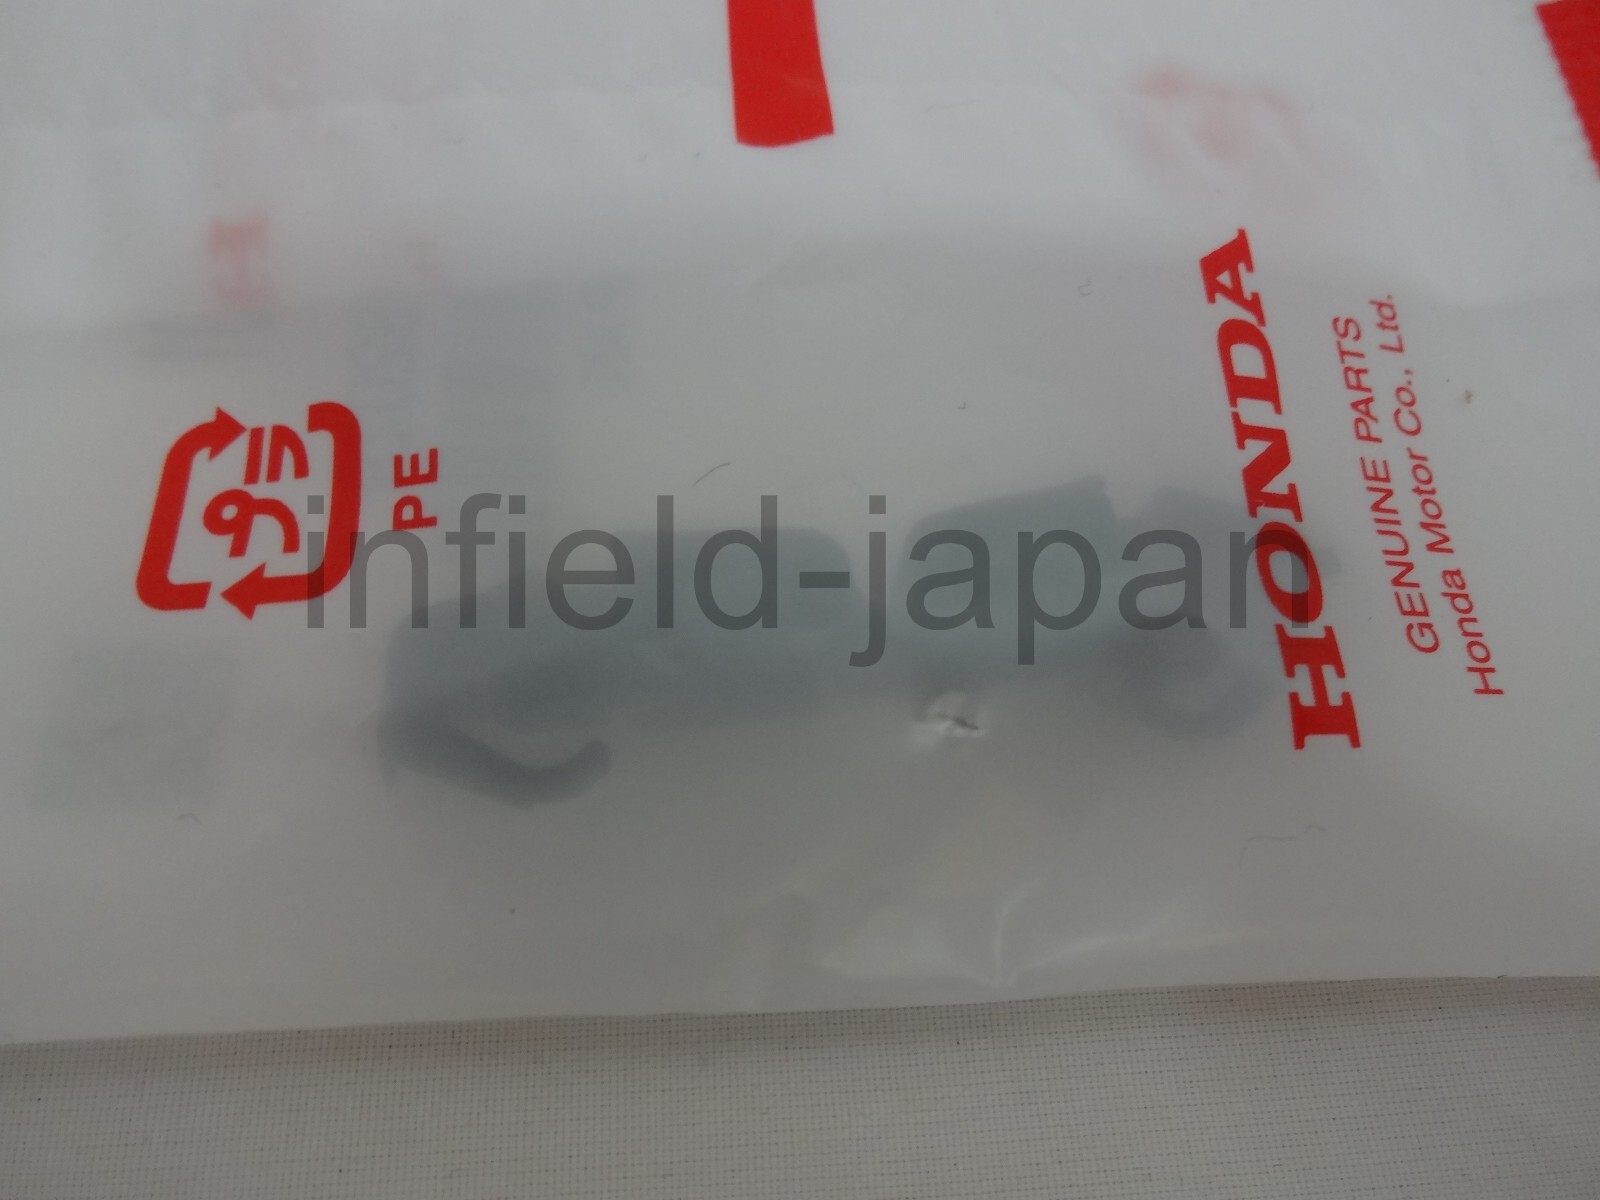 プラ
PE
infield-japan
HONDA
GENUINE PARTS
Honda Motor Co., Ltd.